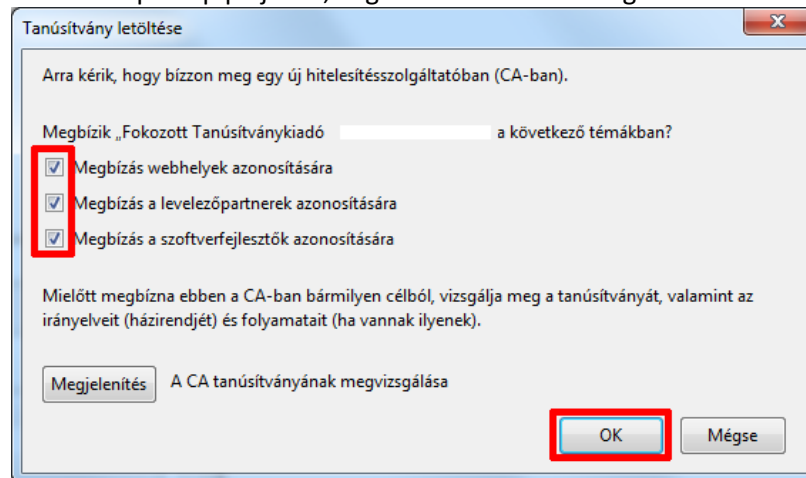 Tanúsítvány letöltése
Arra kérik, hogy bízzon meg egy új hitelesítésszolgáltatóban (CA-ban).
Megbízik „Fokozott Tanúsítványkiadó a következő témákban?
Megbízás webhelyek azonosítására
Megbízás a levelezőpartnerek azonosítására
Megbízás a szoftverfejlesztők azonosítására
Mielőtt megbízna ebben a CA-ban bármilyen célból, vizsgálja meg a tanúsítványát, valamint az
irányelveit (házirendjét) és folyamatait (ha vannak ilyenek).
Megjelenítés A CA tanúsítványának megvizsgálása
OK Mégse